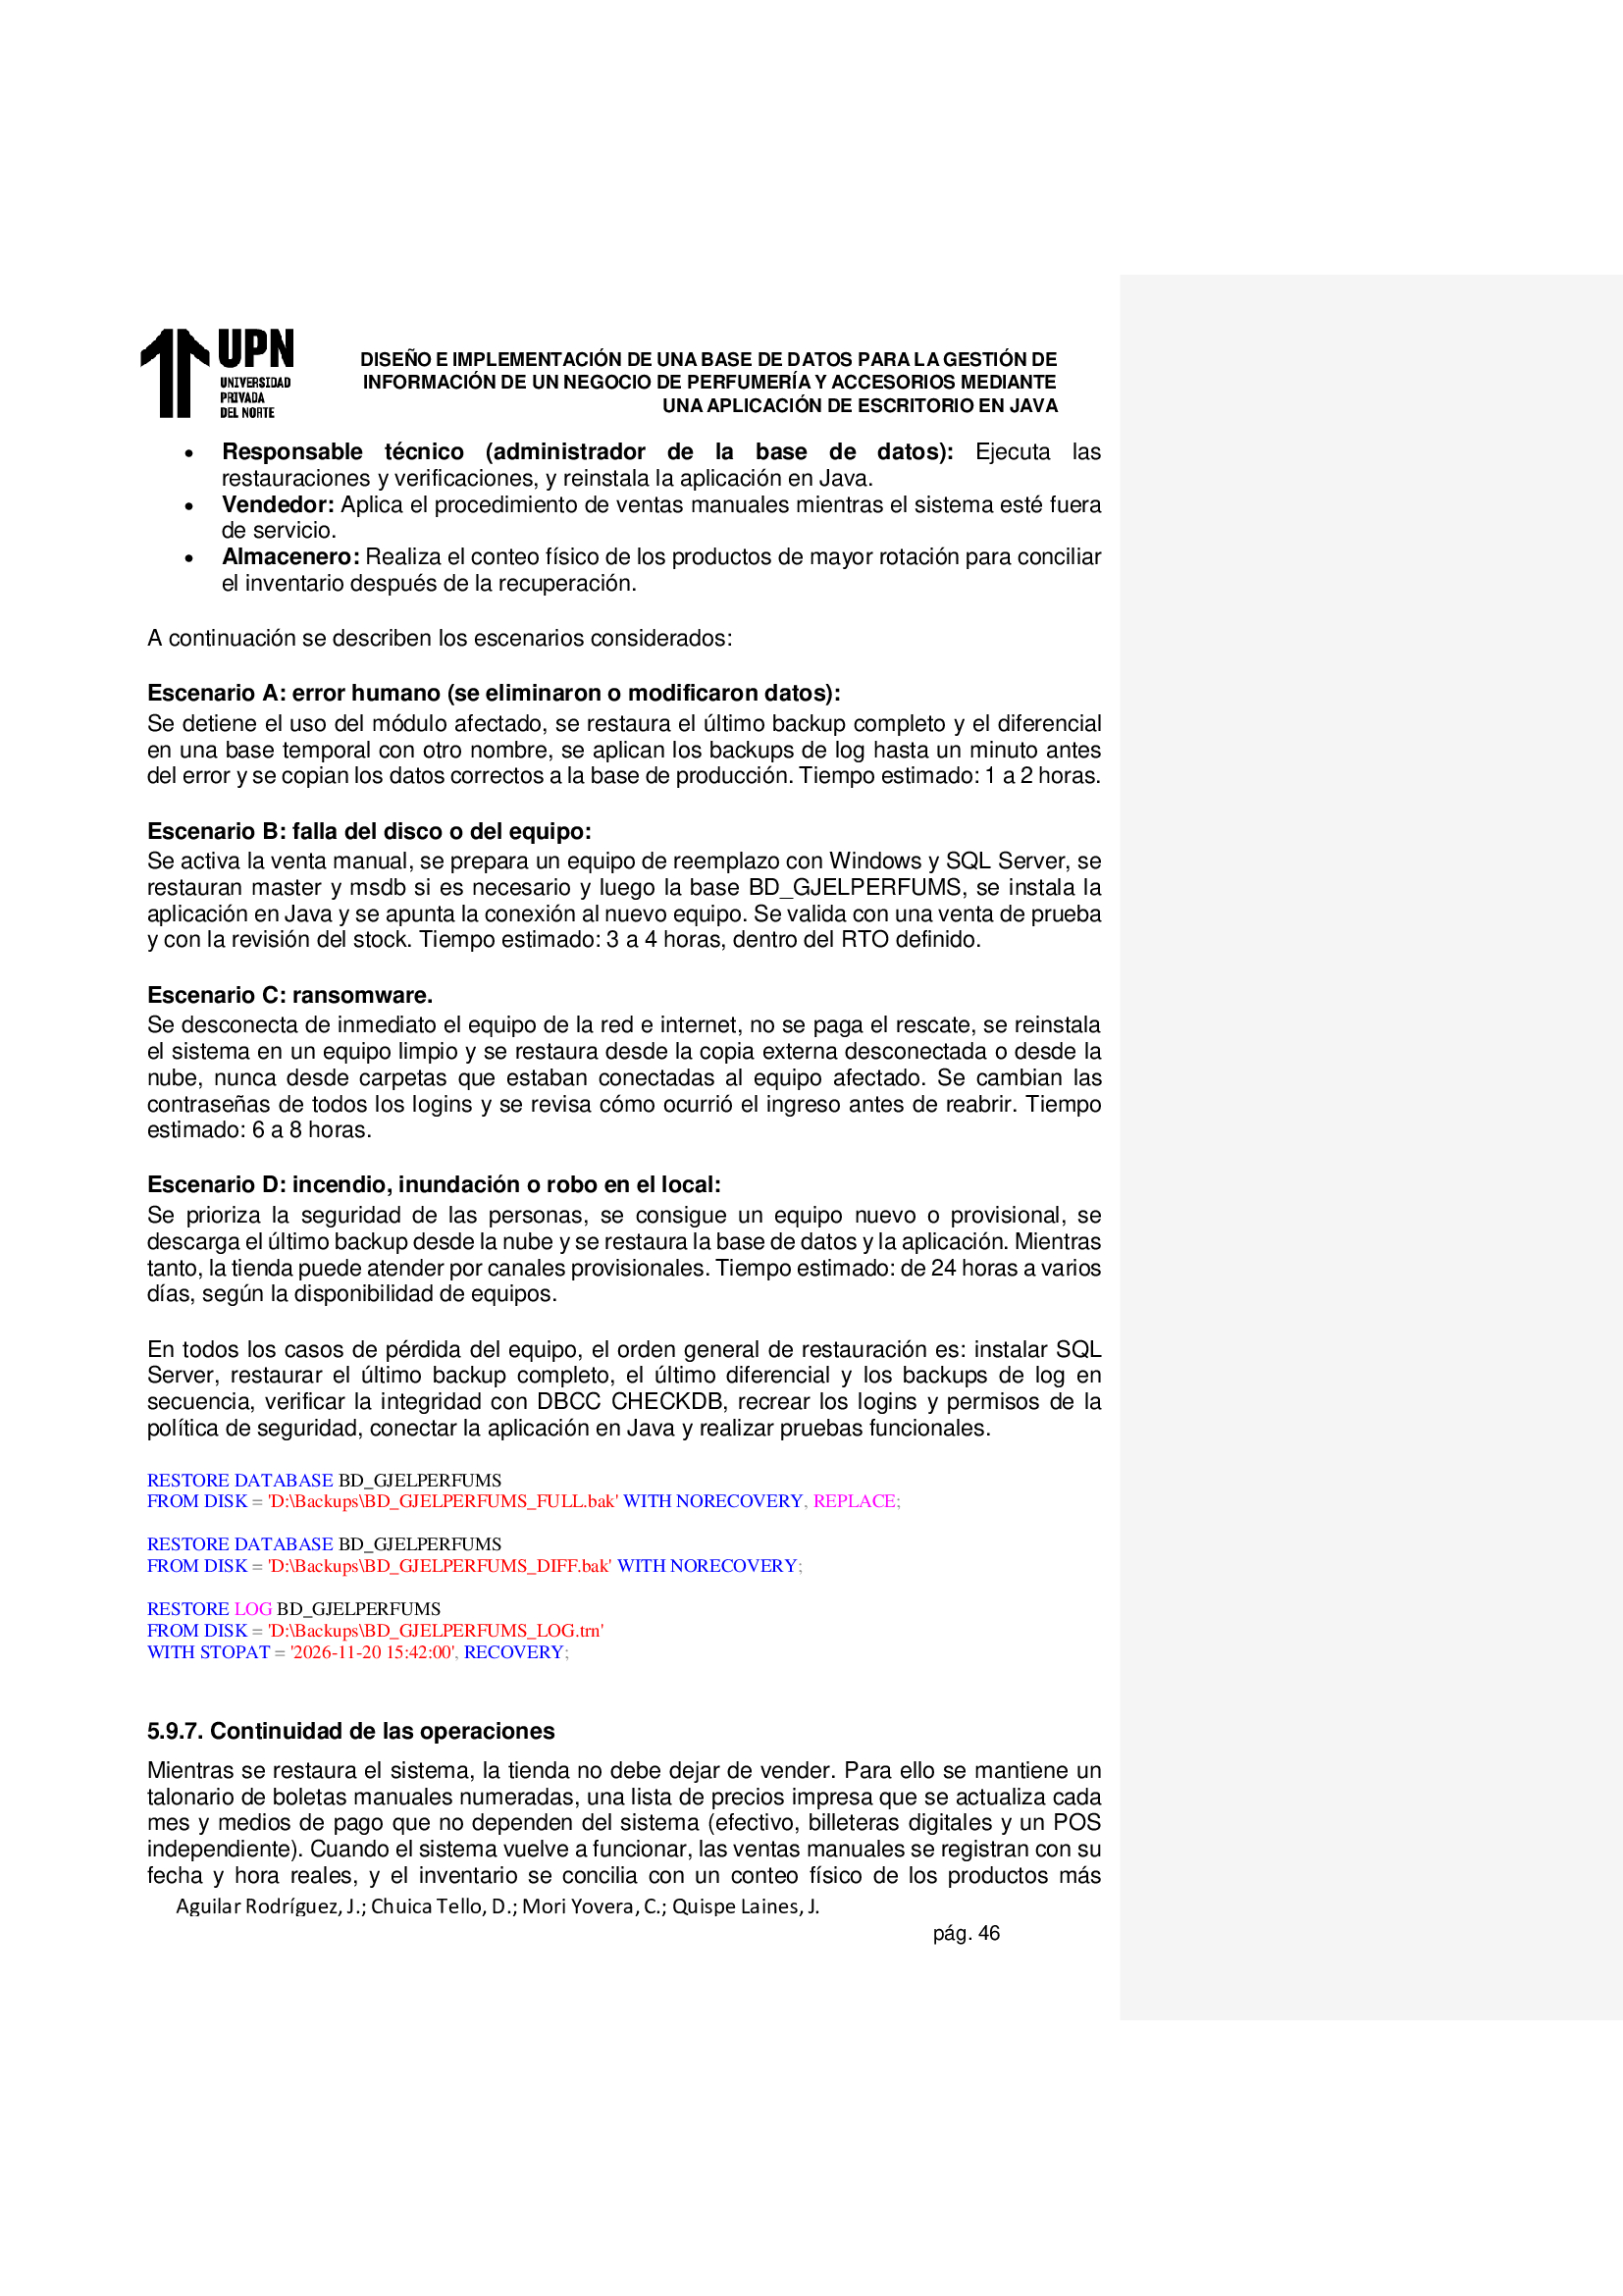 UPN
UNIVERSIDAD
PRIVADA
DEL NORTE
DISEÑO E IMPLEMENTACIÓN DE UNA BASE DE DATOS PARA LA GESTIÓN DE
INFORMACIÓN DE UN NEGOCIO DE PERFUMERÍA Y ACCESORIOS MEDIANTE
UNA APLICACIÓN DE ESCRITORIO EN JAVA
• Responsable técnico (administrador de la base de datos): Ejecuta las
restauraciones y verificaciones, y reinstala la aplicación en Java.
• Vendedor: Aplica el procedimiento de ventas manuales mientras el sistema esté fuera
de servicio.
• Almacenero: Realiza el conteo físico de los productos de mayor rotación para conciliar
el inventario después de la recuperación.
A continuación se describen los escenarios considerados:
Escenario A: error humano (se eliminaron o modificaron datos):
Se detiene el uso del módulo afectado, se restaura el último backup completo y el diferencial
en una base temporal con otro nombre, se aplican los backups de log hasta un minuto antes
del error y se copian los datos correctos a la base de producción. Tiempo estimado: 1 a 2 horas.
Escenario B: falla del disco o del equipo:
Se activa la venta manual, se prepara un equipo de reemplazo con Windows y SQL Server, se
restauran master y msdb si es necesario y luego la base BD_GJELPERFUMS, se instala la
aplicación en Java y se apunta la conexión al nuevo equipo. Se valida con una venta de prueba
y con la revisión del stock. Tiempo estimado: 3 a 4 horas, dentro del RTO definido.
Escenario C: ransomware.
Se desconecta de inmediato el equipo de la red e internet, no se paga el rescate, se reinstala
el sistema en un equipo limpio y se restaura desde la copia externa desconectada o desde la
nube, nunca desde carpetas que estaban conectadas al equipo afectado. Se cambian las
contraseñas de todos los logins y se revisa cómo ocurrió el ingreso antes de reabrir. Tiempo
estimado: 6 a 8 horas.
Escenario D: incendio, inundación o robo en el local:
Se prioriza la seguridad de las personas, se consigue un equipo nuevo o provisional, se
descarga el último backup desde la nube y se restaura la base de datos y la aplicación. Mientras
tanto, la tienda puede atender por canales provisionales. Tiempo estimado: de 24 horas a varios
días, según la disponibilidad de equipos.
En todos los casos de pérdida del equipo, el orden general de restauración es: instalar SQL
Server, restaurar el último backup completo, el último diferencial y los backups de log en
secuencia, verificar la integridad con DBCC CHECKDB, recrear los logins y permisos de la
política de seguridad, conectar la aplicación en Java y realizar pruebas funcionales.
RESTORE DATABASE BD_GJELPERFUMS
FROM DISK = 'D:\Backups\BD_GJELPERFUMS_FULL.bak' WITH NORECOVERY, REPLACE;
RESTORE DATABASE BD_GJELPERFUMS
FROM DISK = 'D:\Backups\BD_GJELPERFUMS_DIFF.bak' WITH NORECOVERY;
RESTORE LOG BD_GJELPERFUMS
FROM DISK = 'D:\Backups\BD_GJELPERFUMS_LOG.trn'
WITH STOPAT = '2026-11-20 15:42:00', RECOVERY;
5.9.7. Continuidad de las operaciones
Mientras se restaura el sistema, la tienda no debe dejar de vender. Para ello se mantiene un
talonario de boletas manuales numeradas, una lista de precios impresa que se actualiza cada
mes y medios de pago que no dependen del sistema (efectivo, billeteras digitales y un POS
independiente). Cuando el sistema vuelve a funcionar, las ventas manuales se registran con su
fecha y hora reales, y el inventario se concilia con un conteo físico de los productos más
Aguilar Rodríguez, J.; Chuica Tello, D.; Mori Yovera, C.; Quispe Laines, J.
pág. 46